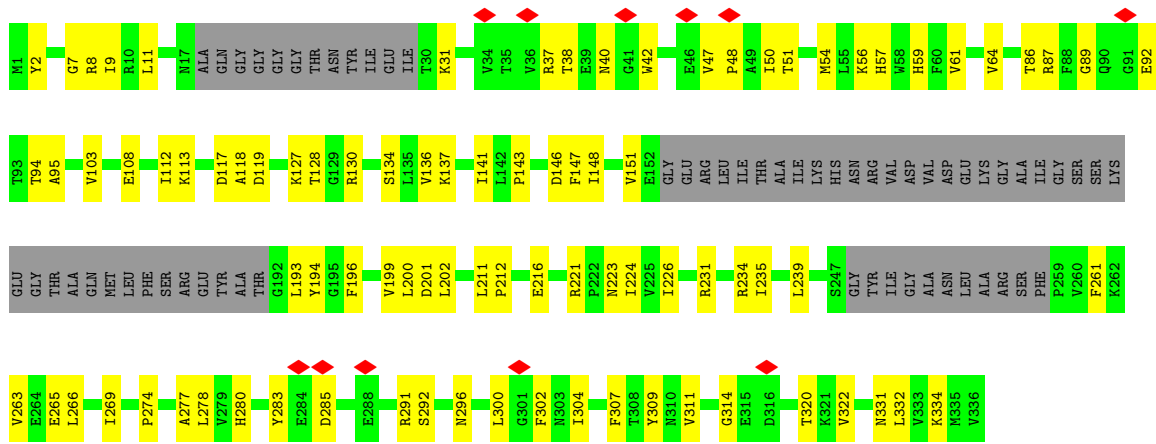 M1 Y2 G7 R8 I9 R10 L11 N17 ALA GLN GLY GLY GLY GLY THR ASN TYR ILE GLU ILE T30 K31 V34 T35 V36 R37 T38 E39 N40 G41 W42 E46 V47 P48 A49 I50 T51 M54 L55 K56 H57 W58 H59 F60 V61 V64 T86 R87 F88 G89 Q90 G91 E92
T93 T94 A95 V103 E108 I112 K113 D117 A118 D119 K127 T128 G129 R130 S134 L135 V136 K137 I141 L142 P143 D146 F147 I148 V151 E152 GLY GLU ARG LEU ILE THR ALA ILE LYS HIS ASN ARG VAL ASP VAL ASP GLU LYS GLY ALA ILE GLY SER SER LYS
GLU GLY THR ALA GLN MET LEU PHE SER ARG GLU TYR ALA THR G192 L193 Y194 G195 F196 V199 L200 D201 L202 L211 P212 E216 R221 P222 N223 I224 V225 I226 R231 R234 I235 L239 S247 GLY TYR ILE GLY ALA ASN LEU ALA ARG SER PHE P259 V260 F261 K262
V263 E264 E265 L266 I269 P274 A277 L278 V279 H280 Y283 E284 D285 E288 R291 S292 N296 L300 G301 F302 N303 I304 F307 T308 Y309 N310 V311 G314 E315 D316 T320 K321 V322 N331 L332 V333 K334 M335 V336